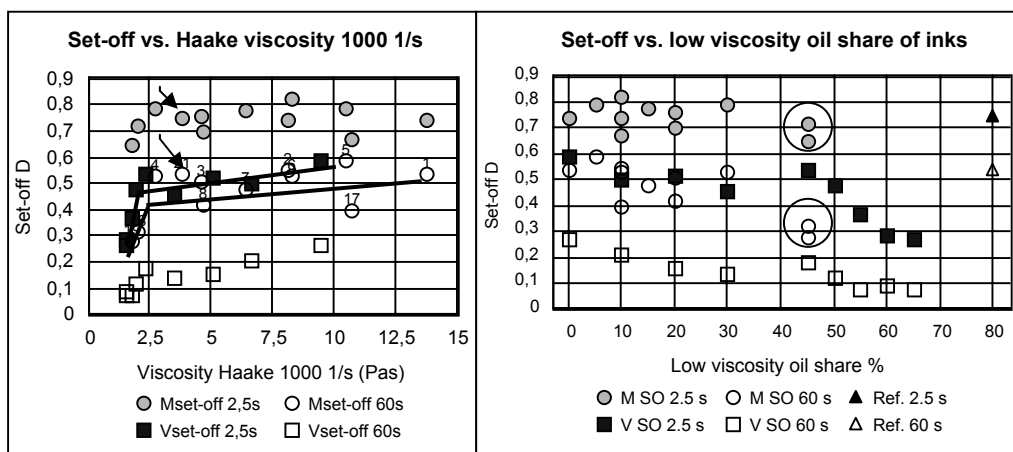 Set-off vs. Haake viscosity 1000 1/s
0,9
0,8
0,7
0,6
0,5
0,4
0,3
0,2
0,1
0
Set-off D
4
1
3
8
7
2
5
1
17
0
2,5
5
7,5
10
12,5
15
Viscosity Haake 1000 1/s (Pas)
Mset-off 2,5s
Mset-off 60s
Vset-off 2,5s
Vset-off 60s
Set-off vs. low viscosity oil share of inks
0,9
0,8
0,7
0,6
0,5
0,4
0,3
0,2
0,1
0
Set-off D
0
10
20
30
40
50
60
70
80
Low viscosity oil share %
M SO 2.5 s
M SO 60 s
Ref. 2.5 s
V SO 2.5 s
V SO 60 s
Ref. 60 s